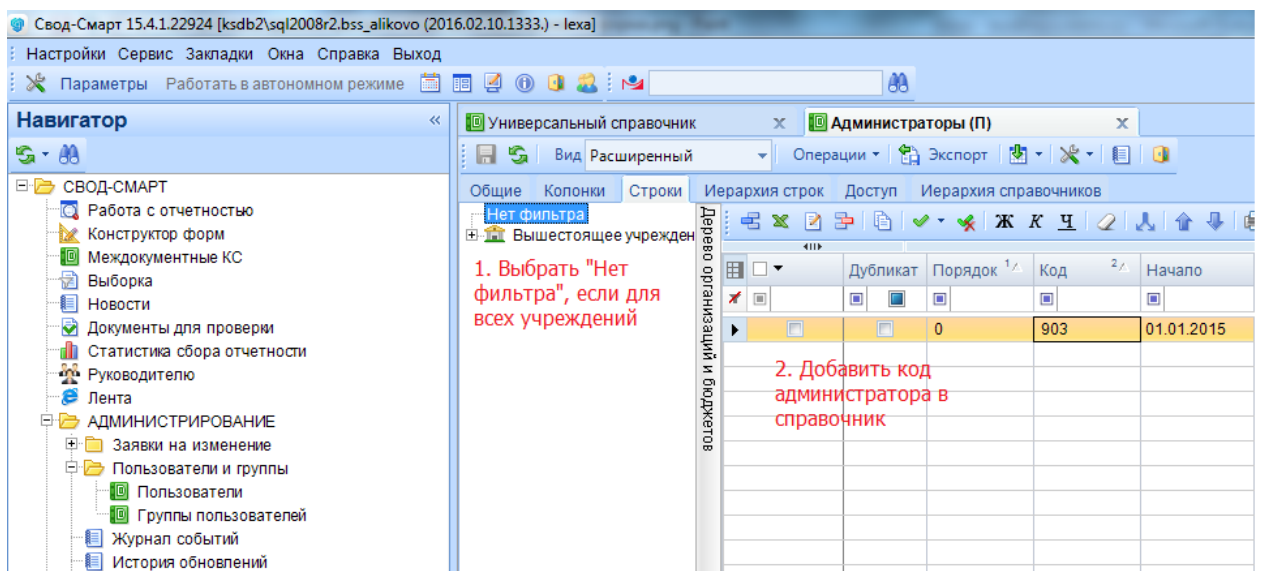 Свод-Смарт 15.4.1.22924 [ksdb2\sql2008r2.bss_alikovo (2016.02.10.1333.) - lexa]
Настройки Сервис Закладки Окна Справка Выход
Параметры Работать в автономном режиме
Навигатор
СВОД-СМАРТ
Работа с отчетностью
Конструктор форм
Междокументные КС
Выборка
Новости
Документы для проверки
Статистика сбора отчетности
Руководителю
Лента
АДМИНИСТРИРОВАНИЕ
Заявки на изменение
Пользователи и группы
Пользователи
Группы пользователей
Журнал событий
История обновлений
Универсальный справочник
Администраторы (П)
Вид Расширенный Операции Экспорт
Общие Колонки Строки Иерархия строк Доступ Иерархия справочников
Нет фильтра
Вышестоящее учрежден
1. Выбрать "Нет
фильтра", если для
всех учреждений
Дерево организаций и бюджетов
Ж К Ч
Дубликат Порядок 1 Код 2 Начало
0 903 01.01.2015
2. Добавить код
администратора в
справочник